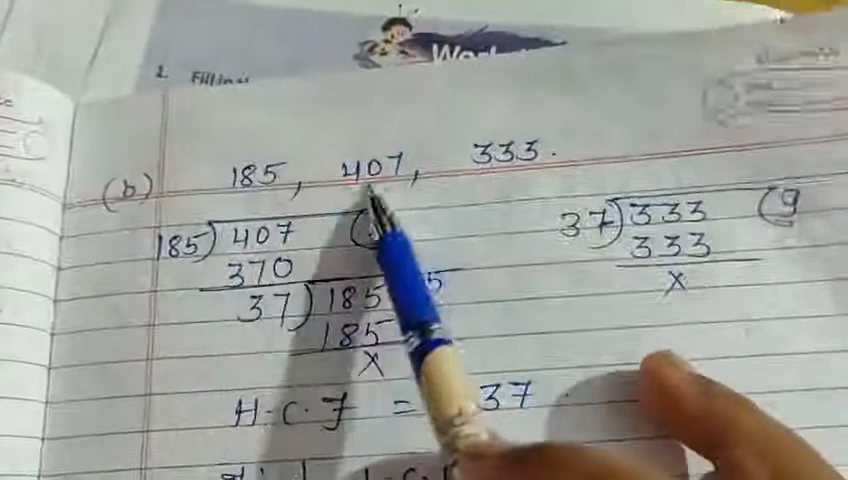 1. Filling
(b) 185, 407, 333.
185) 407 (
370
37) 185 5
185
x
37) 333 (9
333
x
H.C.F = 37